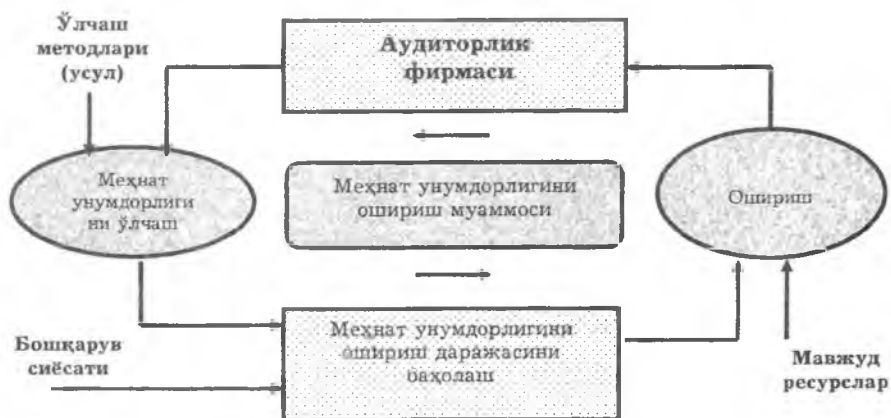 Ўлчаш
методлари
(усул)
Аудиторлик
фирмаси
Меҳнат
унумдорлиги
ни ўлчаш
Меҳнат унумдорлигини
ошириш муаммоси
Ошириш
Бошқарув
сиёсати
Меҳнат унумдорлигини
ошириш даражасини
баҳолаш
Мавжуд
ресурслар